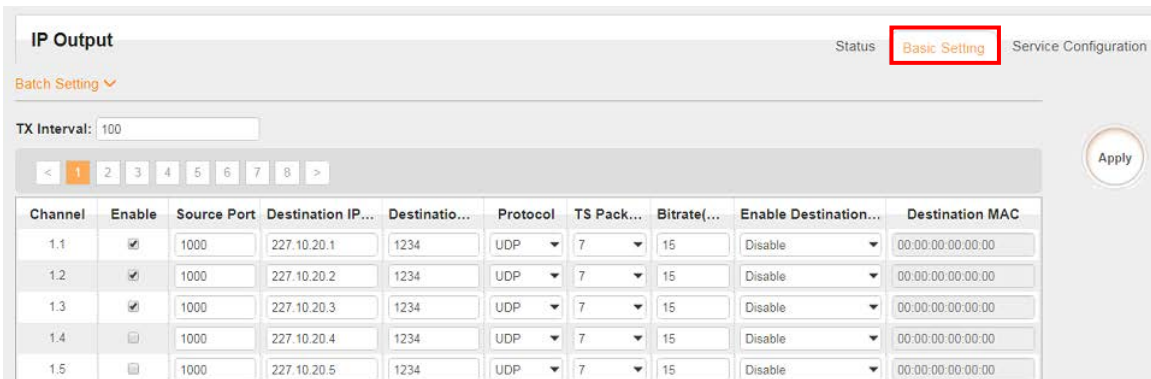 IP Output
Status Basic Setting Service Configuration
Batch Setting
TX Interval: 100
Apply
< 1 2 3 4 5 6 7 8 >
Channel Enable Source Port Destination IP... Destinatio... Protocol TS Pack... Bitrate(... Enable Destination... Destination MAC
1.1 1000 227.10.20.1 1234 UDP 7 15 Disable 00:00:00:00:00:00
1.2 1000 227.10.20.2 1234 UDP 7 15 Disable 00:00:00:00:00:00
1.3 1000 227.10.20.3 1234 UDP 7 15 Disable 00:00:00:00:00:00
1.4 1000 227.10.20.4 1234 UDP 7 15 Disable 00:00:00:00:00:00
1.5 1000 227.10.20.5 1234 UDP 7 15 Disable 00:00:00:00:00:00